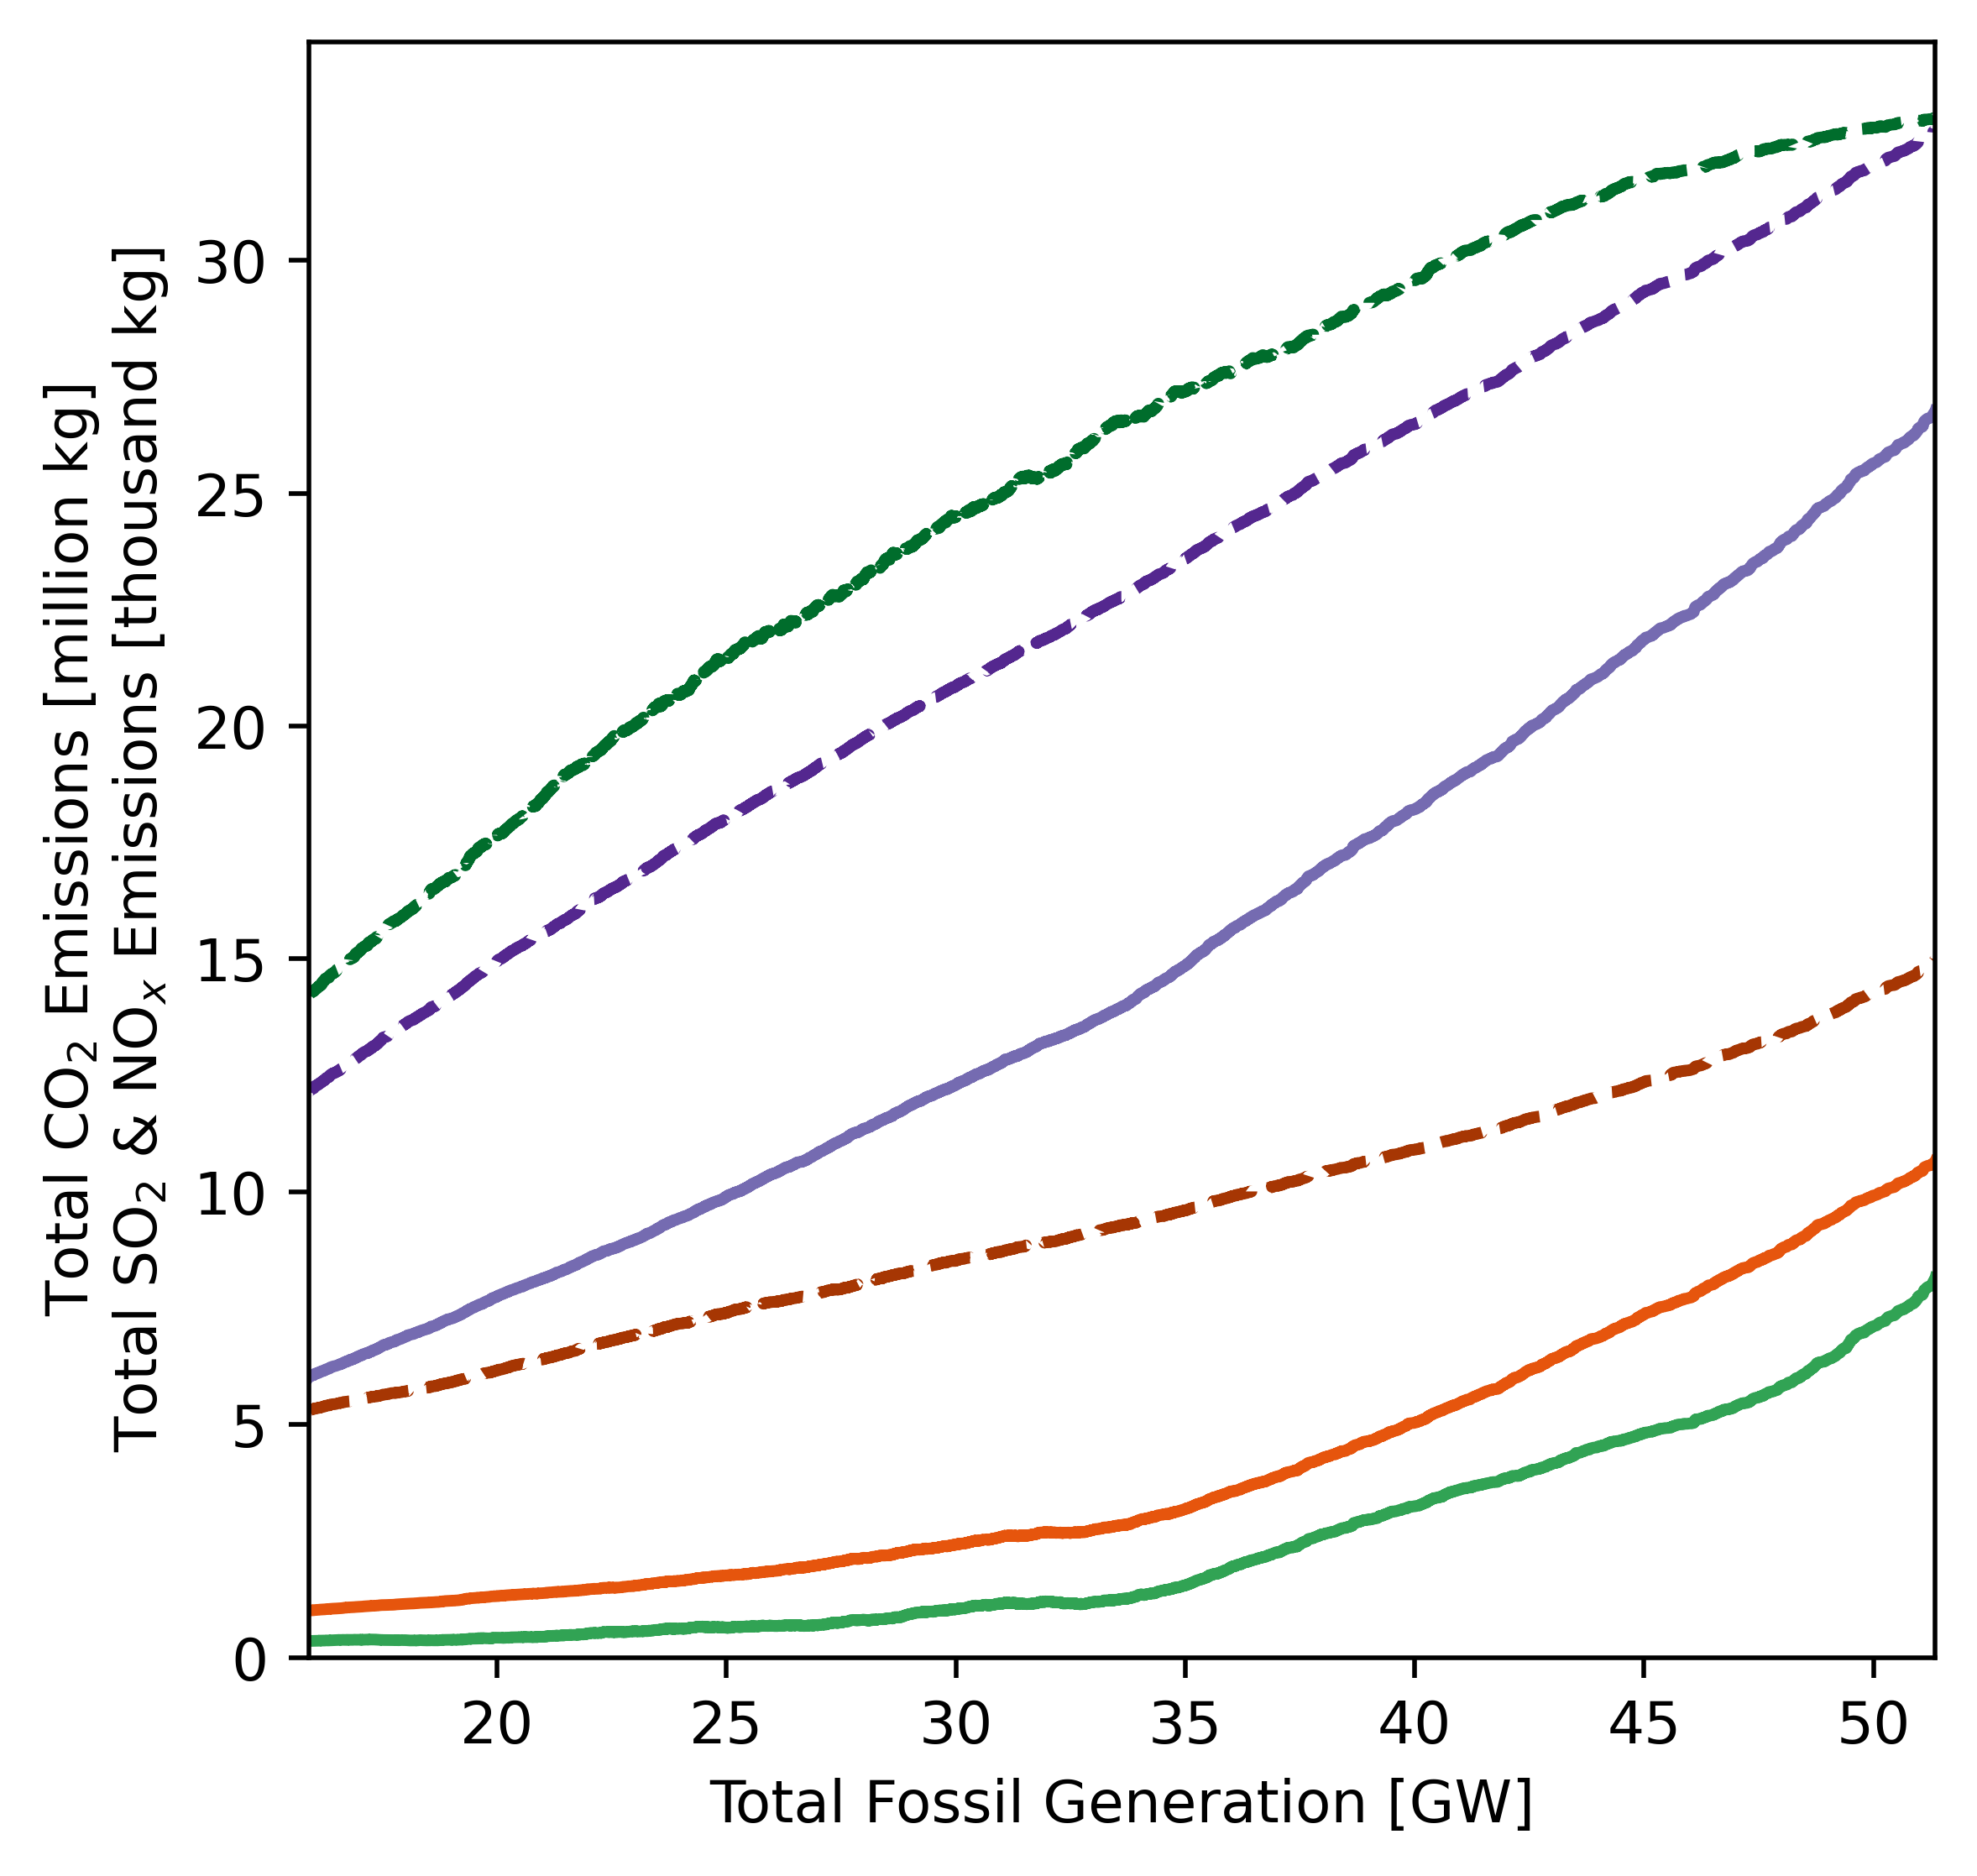 Total CO₂ Emissions [million kg]
Total SO₂ & NOₓ Emissions [thousand kg]
30
25
20
15
10
5
0
20 25 30 35 40 45 50
Total Fossil Generation [GW]